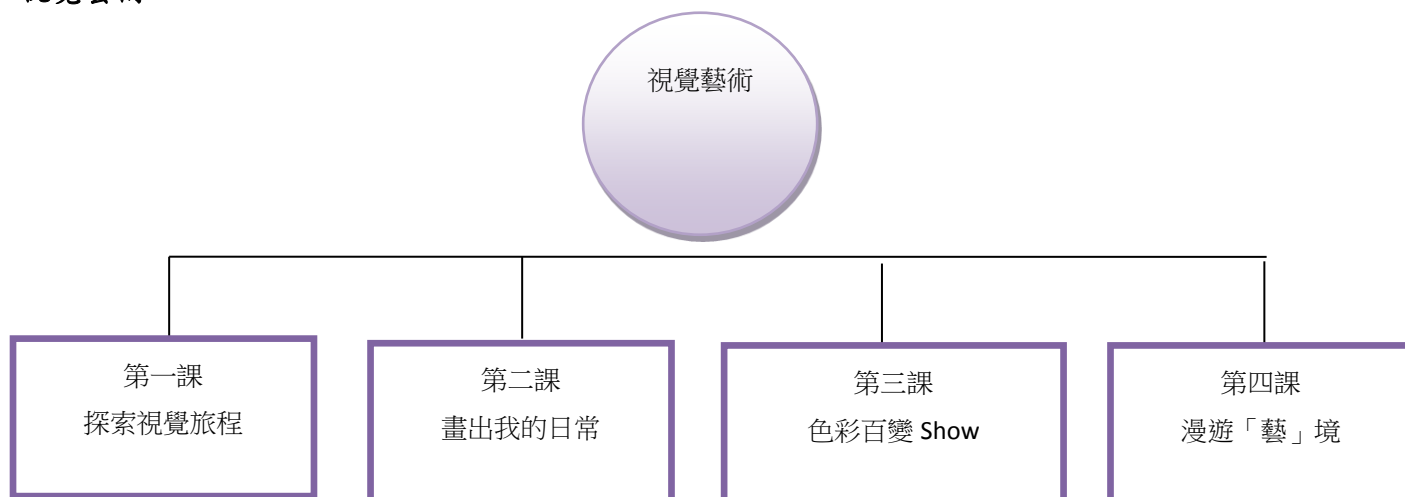 視覺藝術
第一課
探索視覺旅程
第二課
畫出我的日常
第三課
色彩百變 Show
第四課
漫遊「藝」境